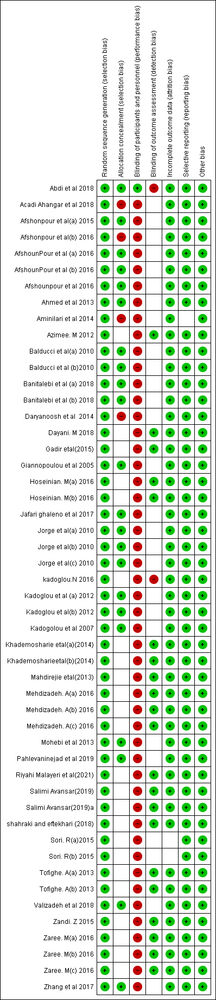 Random sequence generation (selection bias)
Allocation concealment (selection bias)
Blinding of participants and personnel (performance bias)
Blinding of outcome assessment (detection bias)
Incomplete outcome data (attrition bias)
Selective reporting (reporting bias)
Other bias
Abdi et al 2018 + + + - + + +
Acadi Ahangar et al 2018 + - - + + +
Afshonpour et al(a) 2015 + + - + + +
Afshonpour et al(b) 2016 + - - + + +
AfshounPour et al (a) 2016 + + - + + +
AfshounPour et al (b) 2016 + + - + + +
Afshounpour et al 2016 + + - + + +
Ahmed et al 2013 + + - + + +
Aminilari et al 2014 + - - + +
Azimee. M 2012 + - + + + +
Balducci et al(a) 2010 + + - + + +
Balducci et al (b)2010 + + - + + +
Banitalebi et al (a) 2018 + + - + + +
Banitalebi et al (b) 2018 + + - + + +
Daryanoosh et al  2014 + - - + + +
Dayani. M 2018 + - + + + +
Gadir etal(2015) + - + + + +
Giannopoulou et al 2005 + + - + + +
Hoseinian. M(a) 2016 + - + + + +
Hoseinian. M(b) 2016 + - + + + +
Jafari ghaleno et al 2017 + + - + + +
Jorge et al(a) 2010 + + - + + +
Jorge et al(b) 2010 + + - + + +
Jorge et al(c) 2010 + + - + + +
kadoglou.N 2016 + - - + + +
Kadoglou et al (a) 2012 + + - + + +
Kadoglou et al(b) 2012 + + - + + +
Kadogolou et al 2007 + + - + + +
Khademosharie etal(a)(2014) + - + + + +
Khademosharieetal(b)(2014) + - + + + +
Mahdirejie etal(2013) + - + + + +
Mehdizadeh. A(a) 2016 + - + + + +
Mehdizadeh. A(b) 2016 + - + + + +
Mehdizadeh. A(c) 2016 + - + + + +
Mohebi et al 2013 + + - + + +
Pahlevaninejad et al 2019 + + - + + +
Riyahi Malayeri et al(2021) + - + + + +
Salimi Avansar(2019) + - + + + +
Salimi Avansar(2019)a + - + + + +
shahraki and eftekhari (2018) + - + + + +
Sori. R(a)2015 + - + +
Sori. R(b) 2015 + - + +
Tofighe. A(a) 2013 + - + + + +
Tofighe. A(b) 2013 + - + + + +
Valizadeh et al 2018 + + - + + +
Zandi. Z 2015 + - + + + +
Zaree. M(a) 2016 + - + + + +
Zaree. M(b) 2016 + - + + + +
Zaree. M(c) 2016 + - + + + +
Zhang et al 2017 + + - + + +